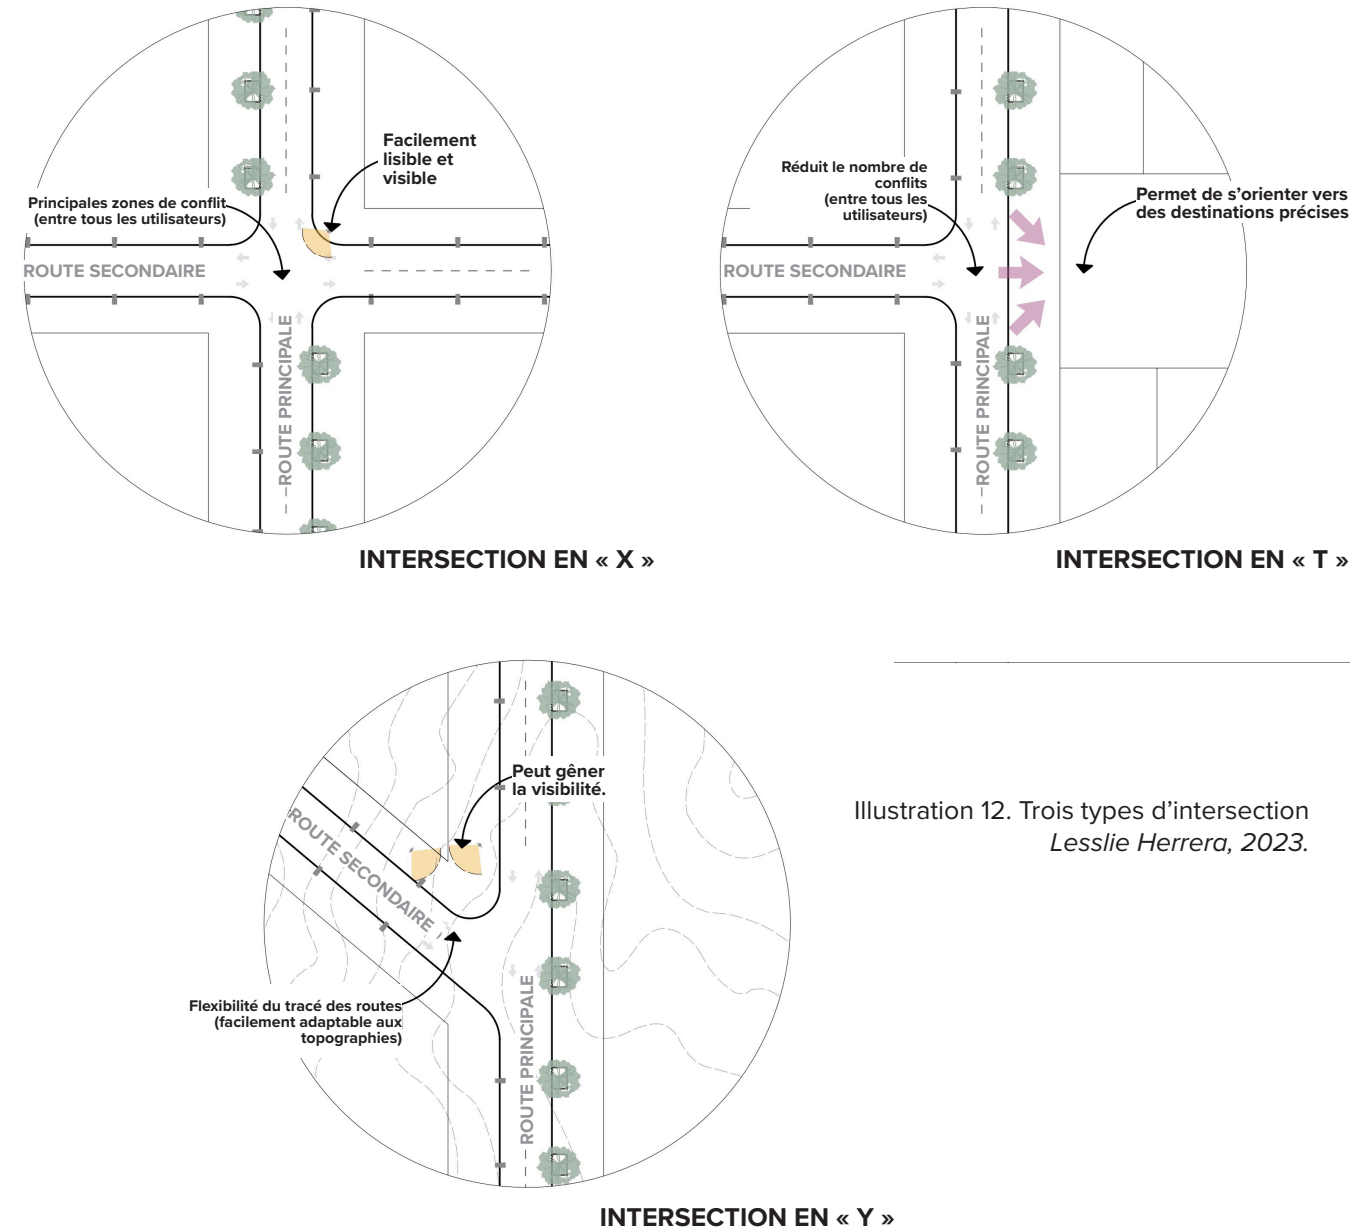 Facilement
lisible et
visible
Principales zones de conflit
(entre tous les utilisateurs)
ROUTE SECONDAIRE
ROUTE PRINCIPALE
INTERSECTION EN « X »
Réduit le nombre de
conflits
(entre tous les
utilisateurs)
Permet de s’orienter vers
des destinations précises
ROUTE SECONDAIRE
ROUTE PRINCIPALE
INTERSECTION EN « T »
Peut gêner
la visibilité.
ROUTE SECONDAIRE
Flexibilité du tracé des routes
(facilement adaptable aux
topographies)
ROUTE PRINCIPALE
INTERSECTION EN « Y »
Illustration 12. Trois types d’intersection
Lesslie Herrera, 2023.